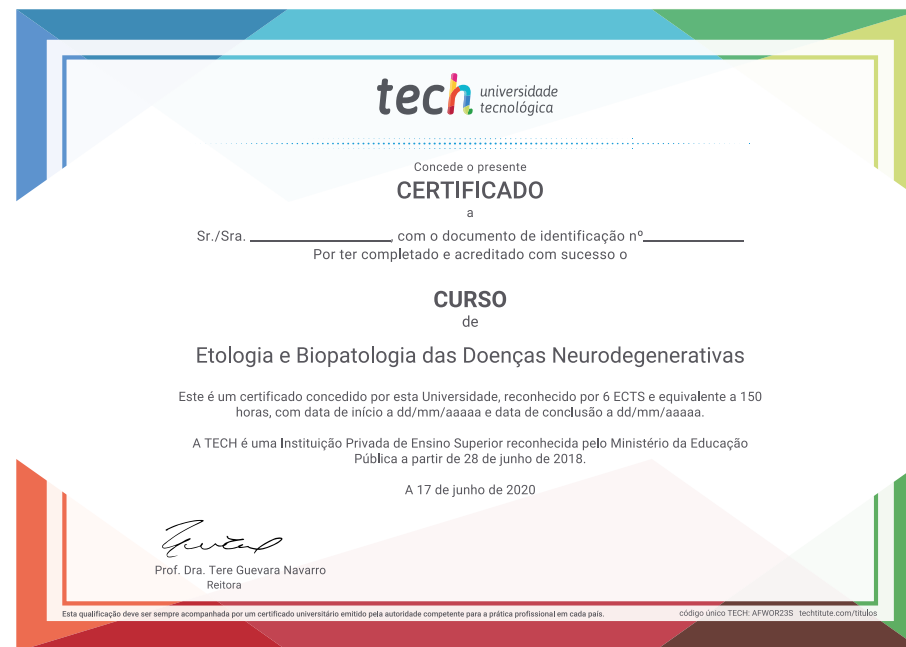 tech universidade
tecnológica
Concede o presente
CERTIFICADO
a
Sr./Sra. ________________, com o documento de identificação nº____________
Por ter completado e acreditado com sucesso o
CURSO
de
Etologia e Biopatologia das Doenças Neurodegenerativas
Este é um certificado concedido por esta Universidade, reconhecido por 6 ECTS e equivalente a 150
horas, com data de início a dd/mm/aaaaa e data de conclusão a dd/mm/aaaaa.
A TECH é uma Instituição Privada de Ensino Superior reconhecida pelo Ministério da Educação
Pública a partir de 28 de junho de 2018.
A 17 de junho de 2020
Prof. Dra. Tere Guevara Navarro
Reitora
Esta qualificação deve ser sempre acompanhada por um certificado universitário emitido pela autoridade competente para a prática profissional em cada país. código único TECH: AFWOR23S techtitute.com/titulos